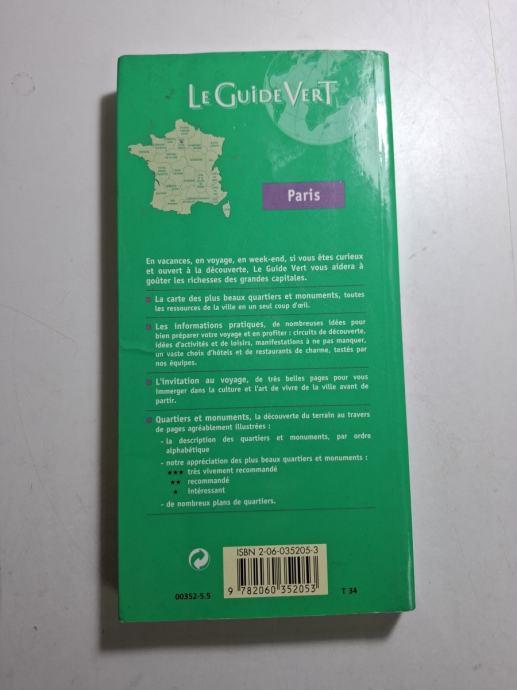 LE GUIDE VERT
Paris
En vacances, en voyage, en week-end, si vous êtes curieux
et ouvert à la découverte, Le Guide Vert vous aidera à
goûter les richesses des grandes capitales.
La carte des plus beaux quartiers et monuments, toutes
les ressources de la ville en un seul coup d'œil.
Les informations pratiques, de nombreuses idées pour
bien préparer votre voyage et en profiter : circuits de découverte,
idées d'activités et de loisirs, manifestations à ne pas manquer,
un vaste choix d'hôtels et de restaurants de charme, testés par
nos équipes.
L'invitation au voyage, de très belles pages pour vous
immerger dans la culture et l'art de vivre de la ville avant de
partir.
Quartiers et monuments, la découverte du terrain au travers
de pages agréablement illustrées :
- la description des quartiers et monuments, par ordre
alphabétique
- notre appréciation des plus beaux quartiers et monuments :
★★★ très vivement recommandé
★★ recommandé
★ intéressant
- de nombreux plans de quartiers.
ISBN 2-06-035205-3
9 782060 352053
00352-5.5
T 34